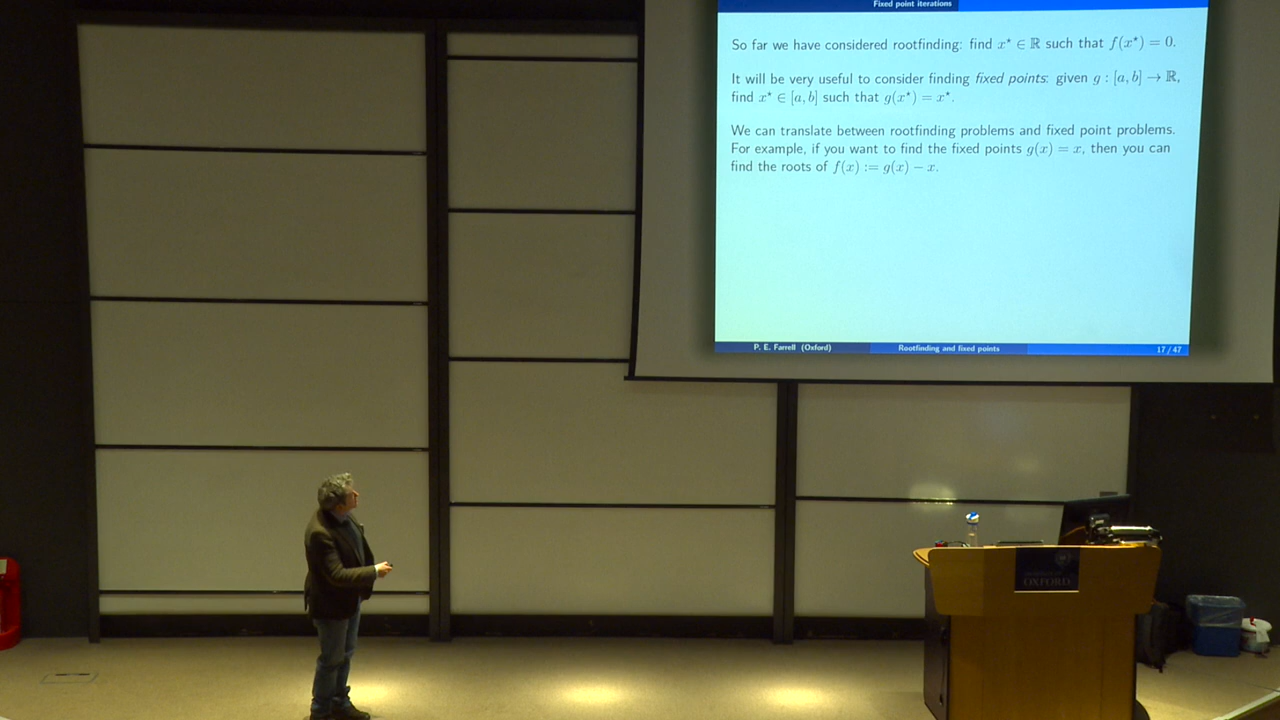 Fixed point iterations
So far we have considered rootfinding: find x⋆ ∈ ℝ such that f(x⋆) = 0.
It will be very useful to consider finding fixed points: given g : [a, b] → ℝ,
find x⋆ ∈ [a, b] such that g(x⋆) = x⋆.
We can translate between rootfinding problems and fixed point problems.
For example, if you want to find the fixed points g(x) = x, then you can
find the roots of f(x) := g(x) − x.
P. E. Farrell (Oxford) Rootfinding and fixed points 17 / 47
OXFORD